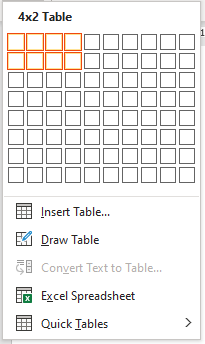 4x2 Table
Insert Table...
Draw Table
Convert Text to Table...
Excel Spreadsheet
Quick Tables